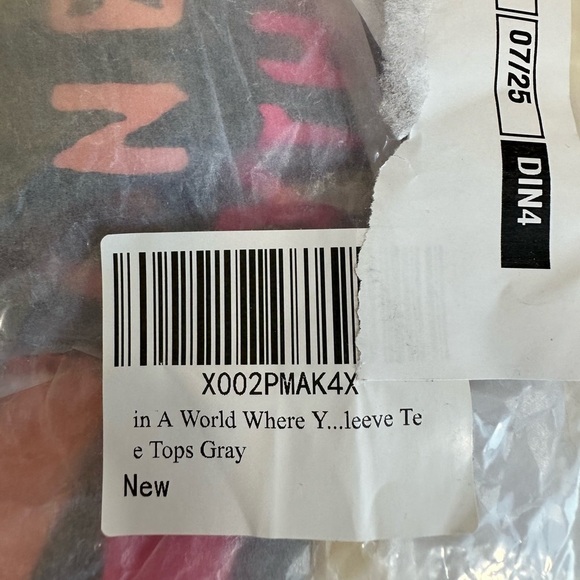 07/25
DIN4
X002PMAK4X
in A World Where Y...leeve Te
e Tops Gray
New